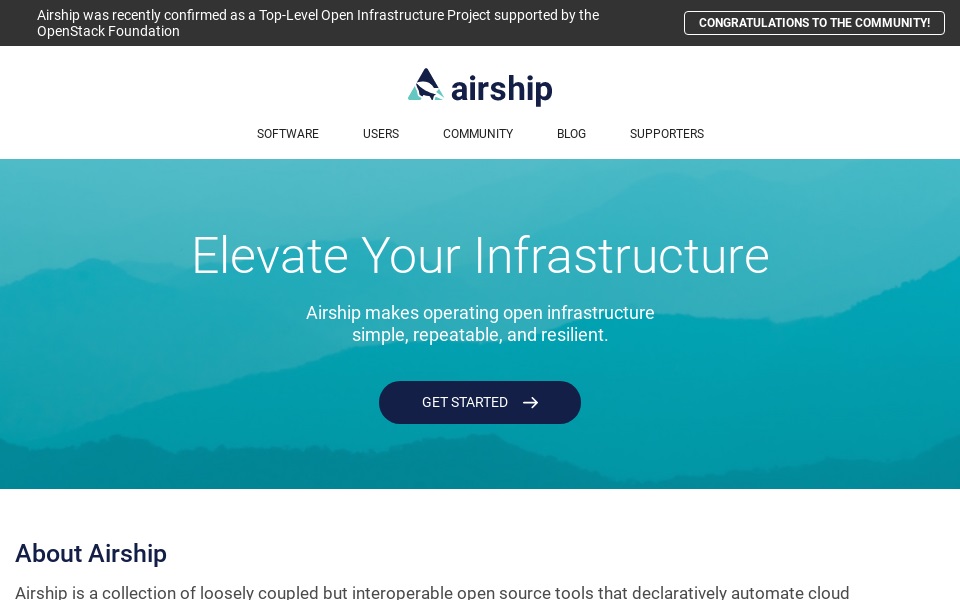 Airship was recently confirmed as a Top-Level Open Infrastructure Project supported by the
OpenStack Foundation
CONGRATULATIONS TO THE COMMUNITY!
airship
SOFTWARE USERS COMMUNITY BLOG SUPPORTERS
Elevate Your Infrastructure
Airship makes operating open infrastructure
simple, repeatable, and resilient.
GET STARTED
About Airship
Airship is a collection of loosely coupled but interoperable open source tools that declaratively automate cloud